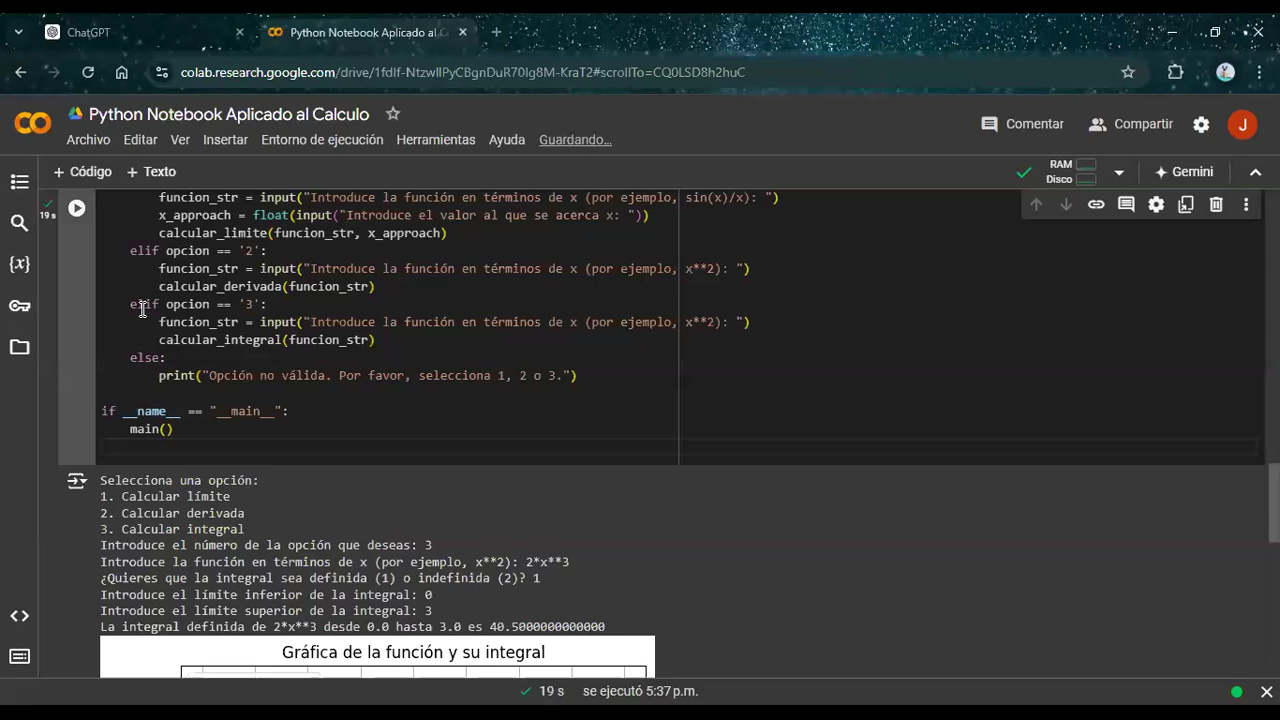 ChatGPT
Python Notebook Aplicado al C
colab.research.google.com/drive/1fdIf-NtzwllPyCBgnDuR70Ig8M-KraT2#scrollTo=CQ0LSD8h2huC
Python Notebook Aplicado al Calculo
Comentar
Compartir
J
Archivo
Editar
Ver
Insertar
Entorno de ejecución
Herramientas
Ayuda
Guardando...
+ Código
+ Texto
RAM
Disco
Gemini
19 s
funcion_str = input("Introduce la función en términos de x (por ejemplo, sin(x)/x): ")
x_approach = float(input("Introduce el valor al que se acerca x: "))
calcular_limite(funcion_str, x_approach)
elif opcion == '2':
funcion_str = input("Introduce la función en términos de x (por ejemplo, x**2): ")
calcular_derivada(funcion_str)
elif opcion == '3':
funcion_str = input("Introduce la función en términos de x (por ejemplo, x**2): ")
calcular_integral(funcion_str)
else:
print("Opción no válida. Por favor, selecciona 1, 2 o 3.")
if __name__ == "__main__":
main()
Selecciona una opción:
1. Calcular límite
2. Calcular derivada
3. Calcular integral
Introduce el número de la opción que deseas: 3
Introduce la función en términos de x (por ejemplo, x**2): 2*x**3
¿Quieres que la integral sea definida (1) o indefinida (2)? 1
Introduce el límite inferior de la integral: 0
Introduce el límite superior de la integral: 3
La integral definida de 2*x**3 desde 0.0 hasta 3.0 es 40.5000000000000
Gráfica de la función y su integral
19 s se ejecutó 5:37 p.m.